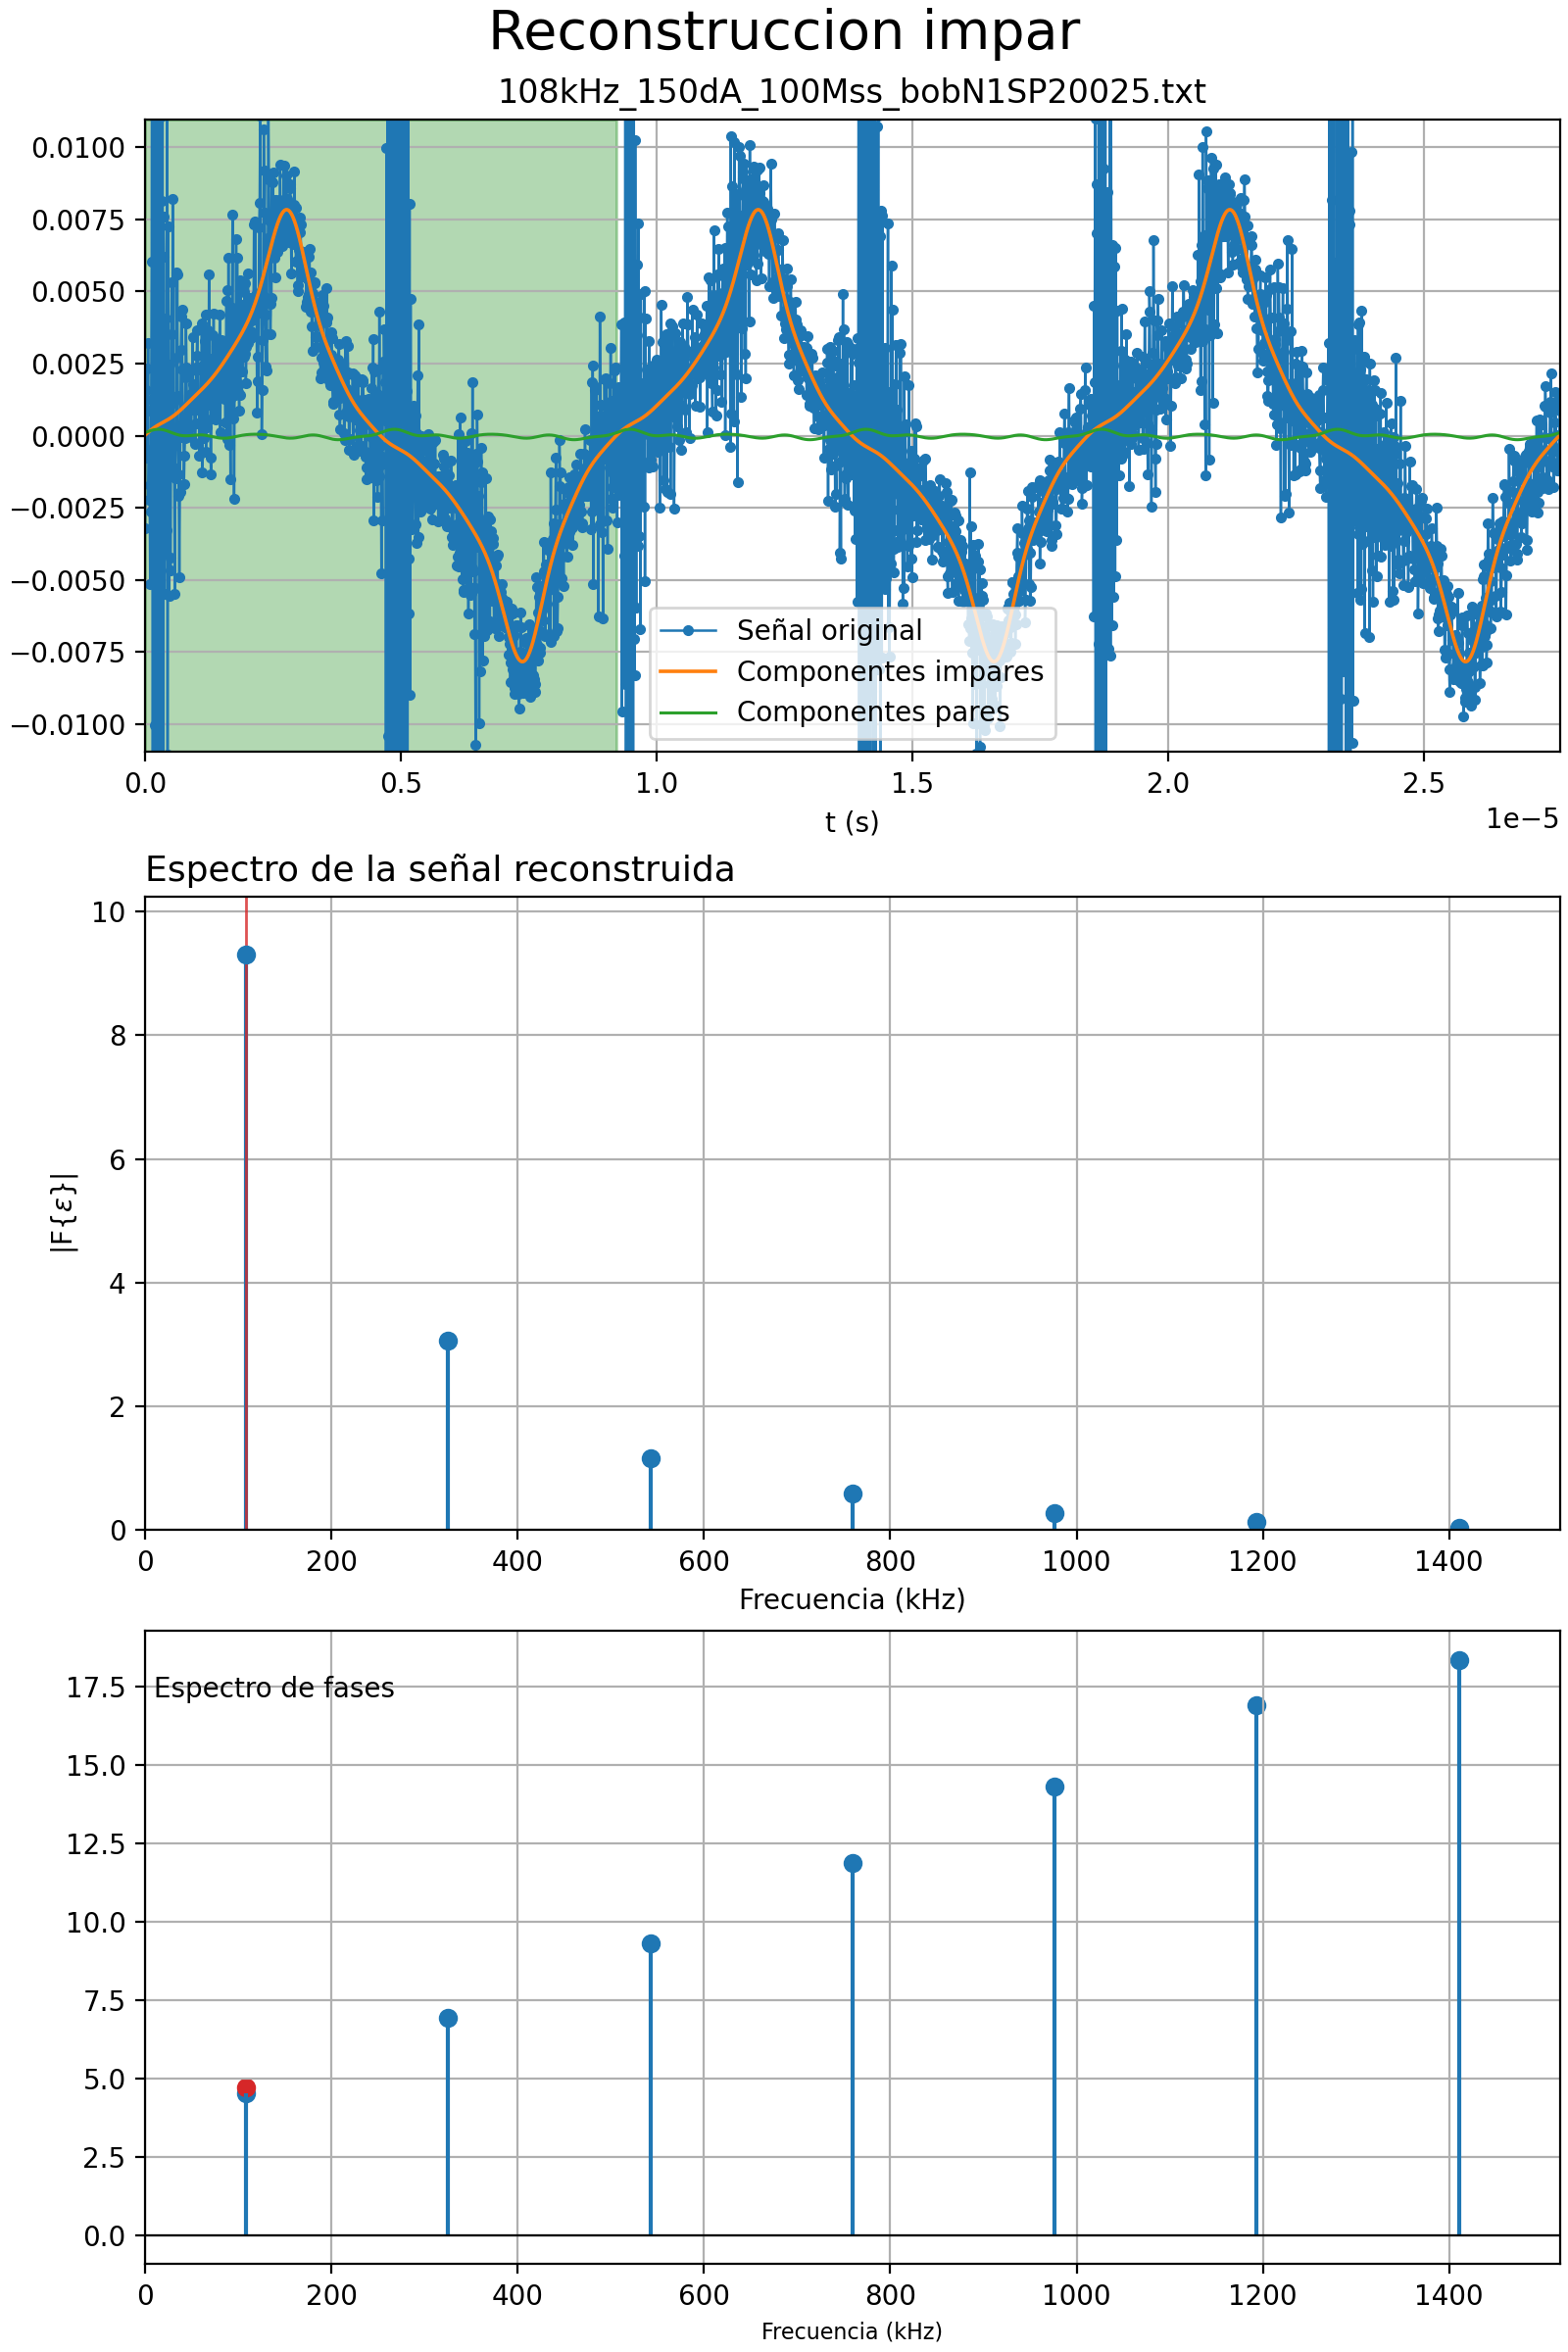 Reconstruccion impar
108kHz_150dA_100Mss_bobN1SP20025.txt
0.0100
0.0075
0.0050
0.0025
0.0000
−0.0025
−0.0050
−0.0075
−0.0100
Señal original
Componentes impares
Componentes pares
0.0 0.5 1.0 1.5 2.0 2.5
t (s)
1e−5
Espectro de la señal reconstruida
10
8
6
4
2
0
|F{ε}|
0 200 400 600 800 1000 1200 1400
Frecuencia (kHz)
Espectro de fases
17.5
15.0
12.5
10.0
7.5
5.0
2.5
0.0
0 200 400 600 800 1000 1200 1400
Frecuencia (kHz)